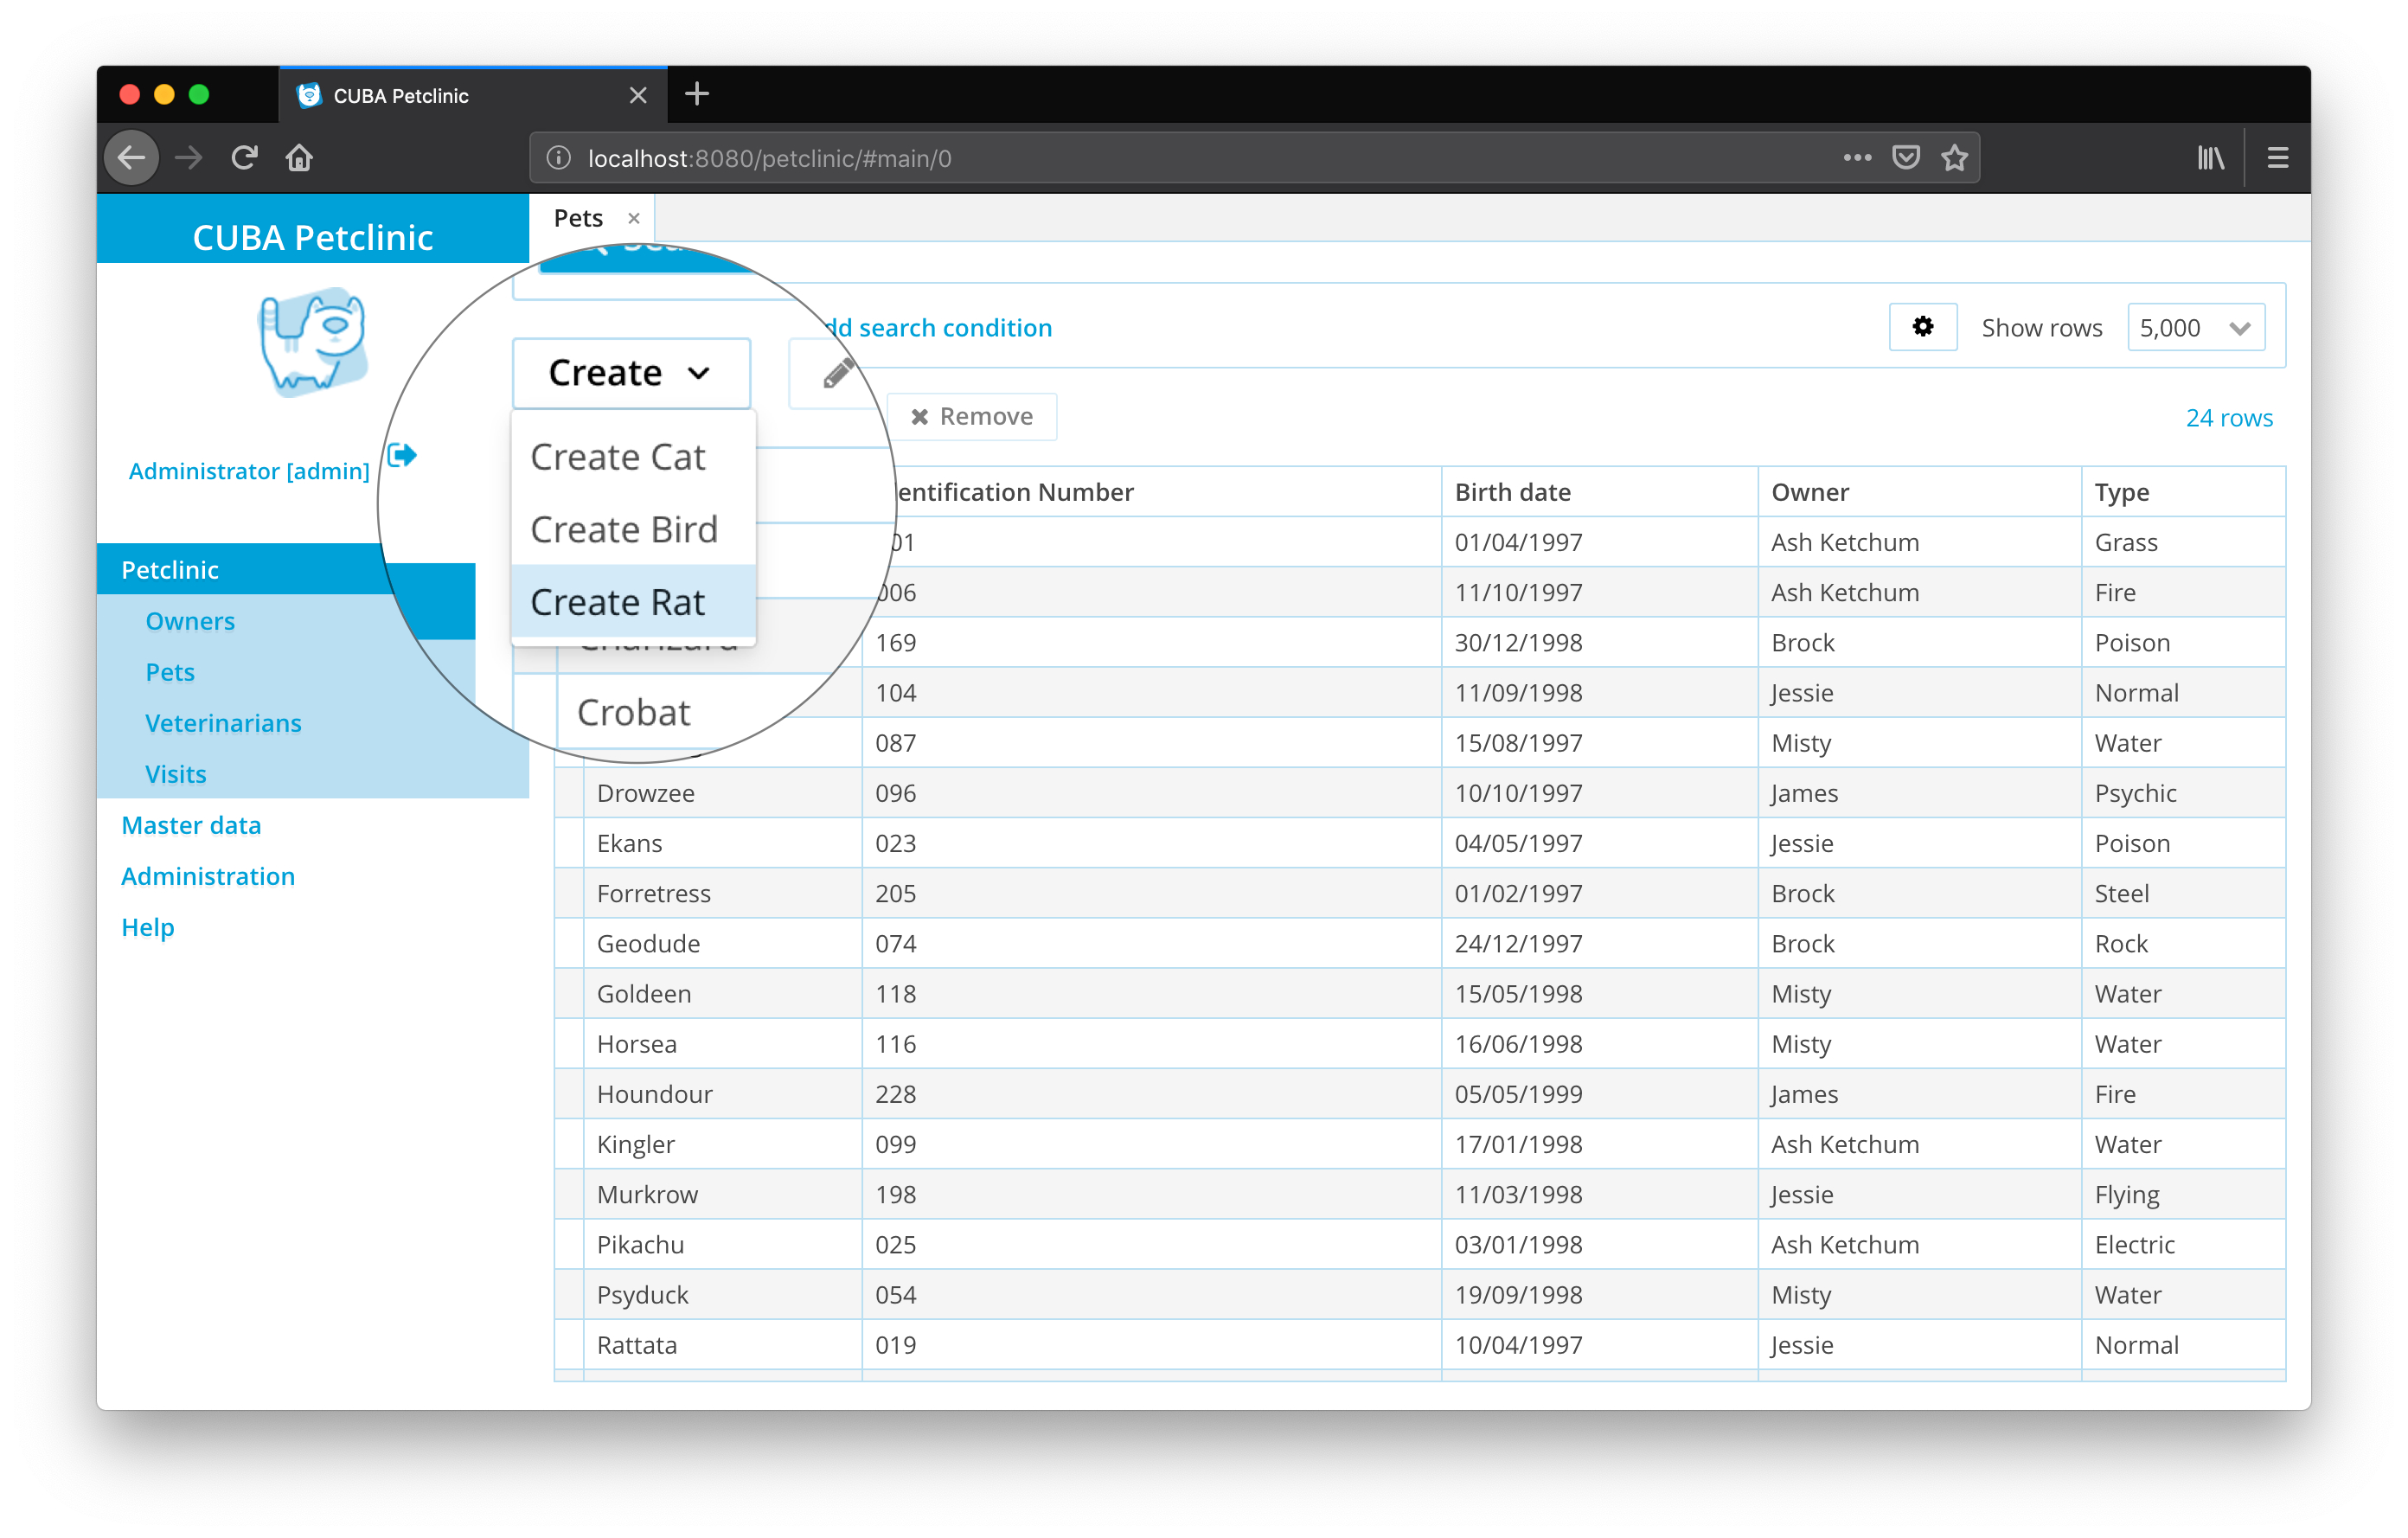 CUBA Petclinic
localhost:8080/petclinic/#main/0
CUBA Petclinic
Pets
search condition
Show rows 5,000
Create
Remove
24 rows
Create Cat
Create Bird
Create Rat
Administrator [admin]
Petclinic
Owners
Pets
Veterinarians
Visits
Master data
Administration
Help
Number Birth date Owner Type
01/04/1997 Ash Ketchum Grass
006 11/10/1997 Ash Ketchum Fire
Crobat 169 30/12/1998 Brock Poison
104 11/09/1998 Jessie Normal
087 15/08/1997 Misty Water
Drowzee 096 10/10/1997 James Psychic
Ekans 023 04/05/1997 Jessie Poison
Forretress 205 01/02/1997 Brock Steel
Geodude 074 24/12/1997 Brock Rock
Goldeen 118 15/05/1998 Misty Water
Horsea 116 16/06/1998 Misty Water
Houndour 228 05/05/1999 James Fire
Kingler 099 17/01/1998 Ash Ketchum Water
Murkrow 198 11/03/1998 Jessie Flying
Pikachu 025 03/01/1998 Ash Ketchum Electric
Psyduck 054 19/09/1998 Misty Water
Rattata 019 10/04/1997 Jessie Normal